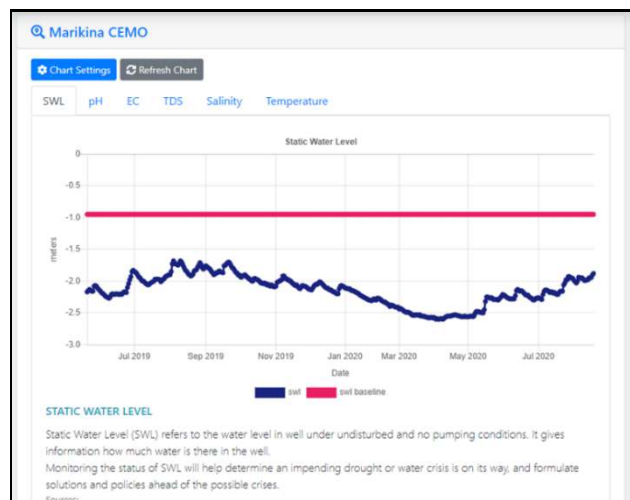 Marikina CEMO
Chart Settings Refresh Chart
SWL pH EC TDS Salinity Temperature
Static Water Level
0
-0.5
-1.0
-1.5
-2.0
-2.5
-3.0
meters
Jul 2019 Sep 2019 Nov 2019 Jan 2020 Mar 2020 May 2020 Jul 2020
Date
swl swl baseline
STATIC WATER LEVEL
Static Water Level (SWL) refers to the water level in well under undisturbed and no pumping conditions. It gives
information how much water is there in the well.
Monitoring the status of SWL will help determine an impending drought or water crisis is on its way, and formulate
solutions and policies ahead of the possible crises.
Sources: